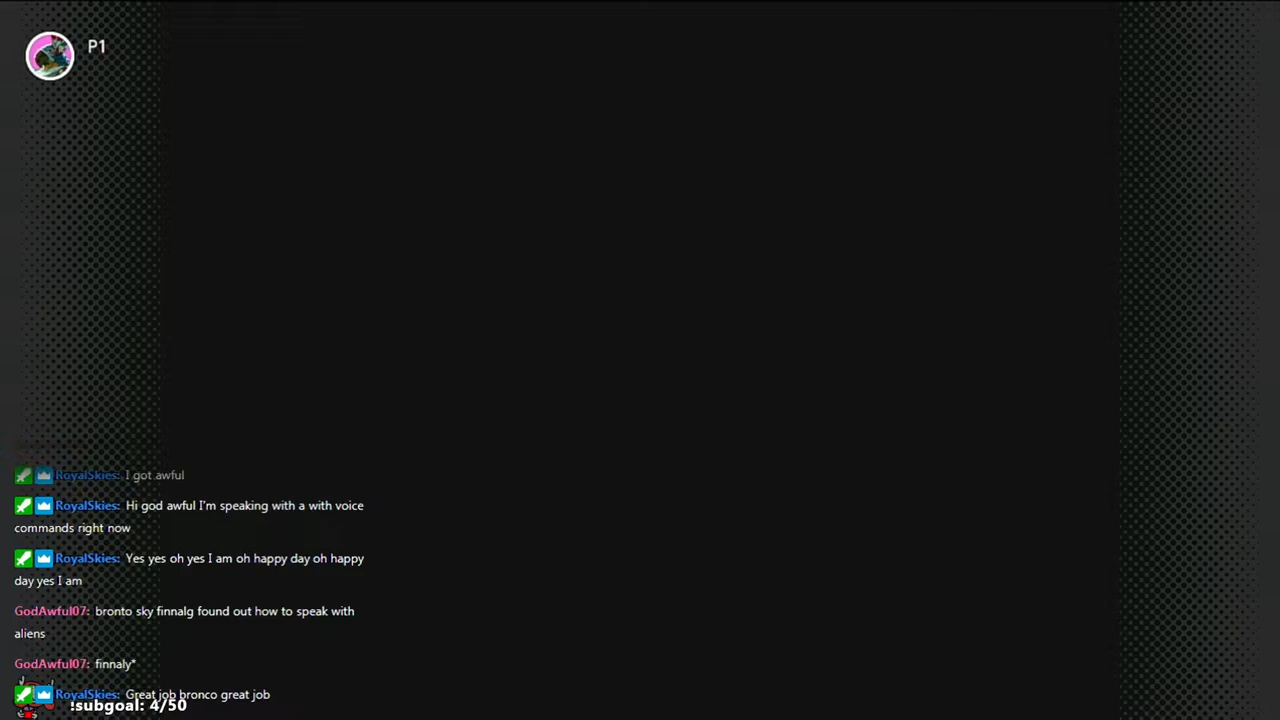 P1
RoyalSkies: I got awful
RoyalSkies: Hi god awful I'm speaking with a with voice
commands right now
RoyalSkies: Yes yes oh yes I am oh happy day oh happy
day yes I am
GodAwful07: bronto sky finnalg found out how to speak with
aliens
GodAwful07: finnaly*
RoyalSkies: Great job bronco great job
!subgoal: 4/50